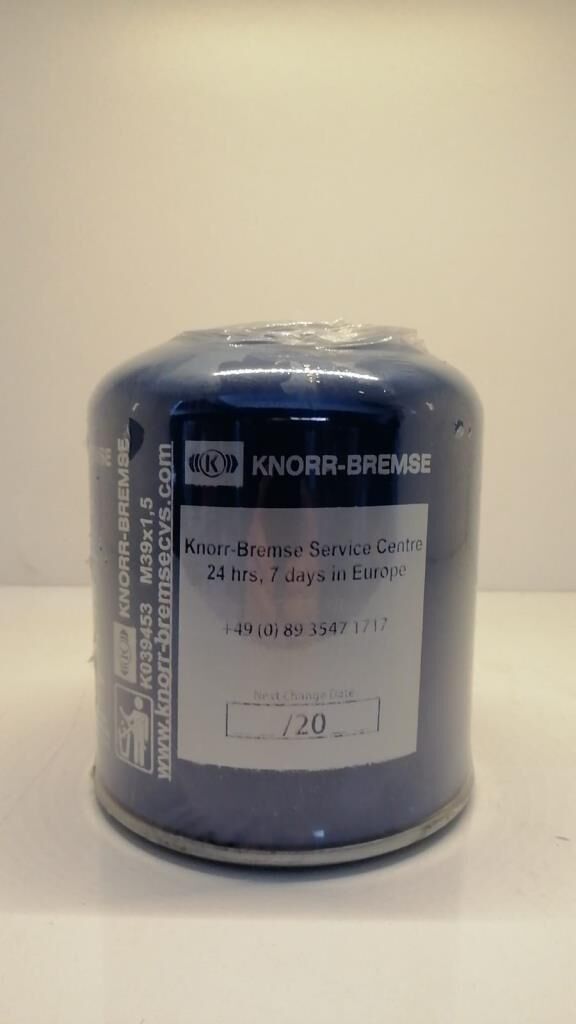 KNORR-BREMSE
Knorr-Bremse Service Centre
24 hrs, 7 days in Europe
+49 (0) 89 3547 1717
Next Change Date
/20
KNORR-BREMSE
K039453 M39x1,5
www.knorr-bremsecvs.com